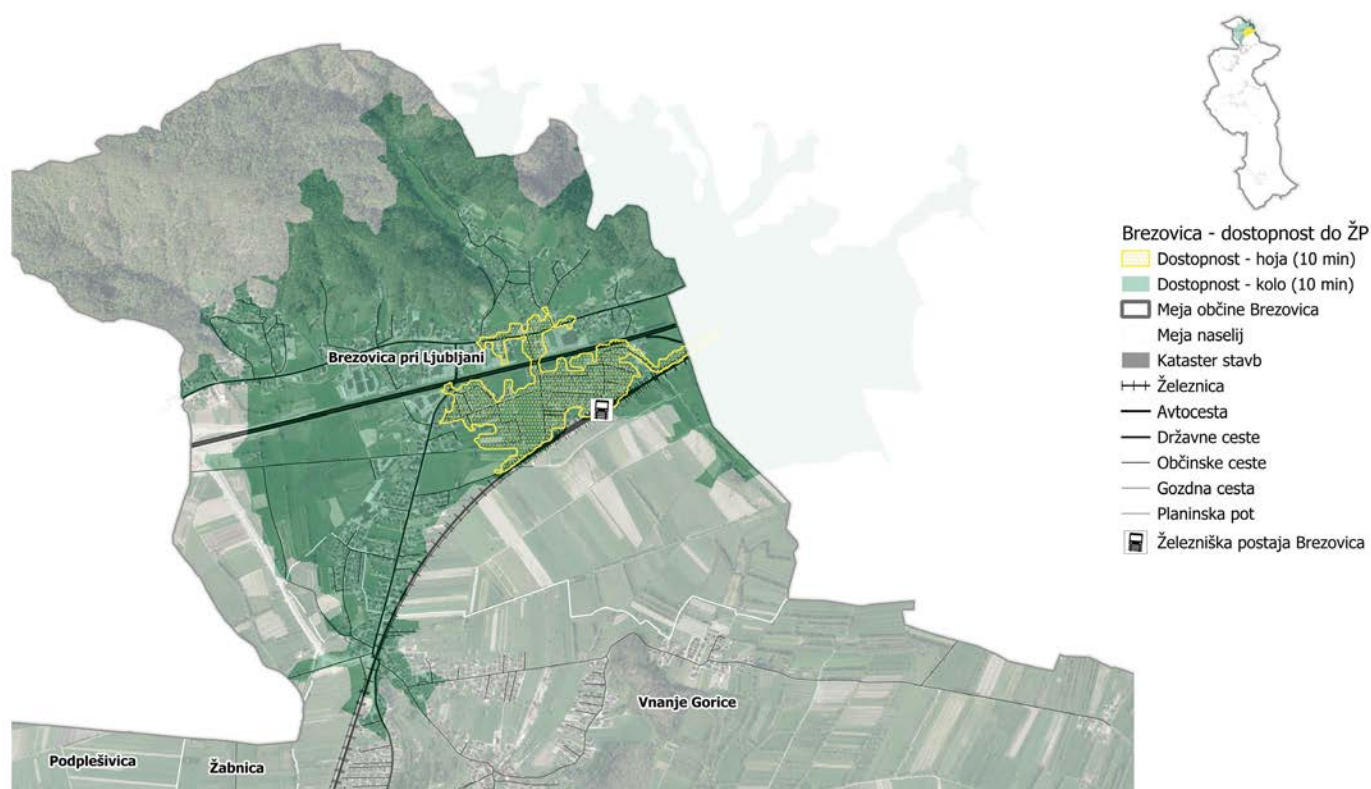 Brezovica - dostopnost do ŽP
Dostopnost - hoja (10 min)
Dostopnost - kolo (10 min)
Meja občine Brezovica
Meja naselij
Kataster stavb
Železnica
Avtocesta
Državne ceste
Občinske ceste
Gozdna cesta
Planinska pot
Železniška postaja Brezovica
Brezovica pri Ljubljani
Vnanje Gorice
Podplešivica
Žabnica